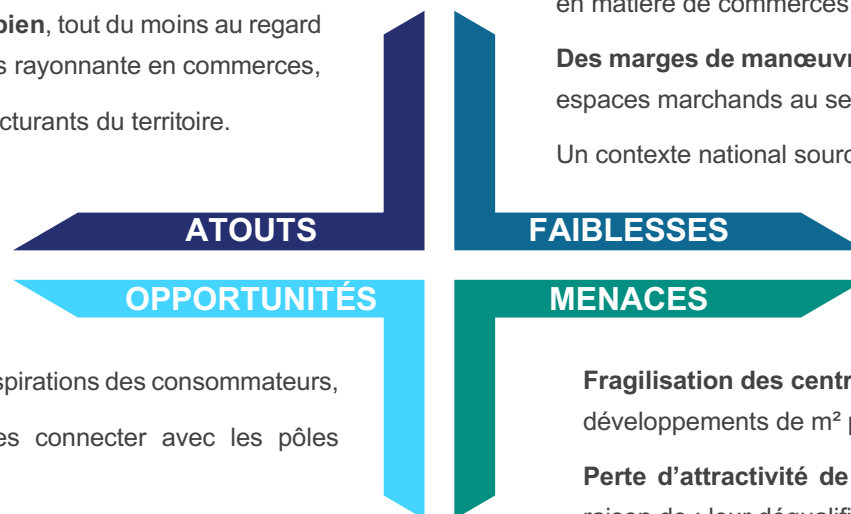 bien, tout du moins au regard
s rayonnante en commerces,
cturants du territoire.
en matière de commerces
Des marges de manœuvr
espaces marchands au se
Un contexte national sourc
ATOUTS
FAIBLESSES
OPPORTUNITÉS
MENACES
spirations des consommateurs,
es connecter avec les pôles
Fragilisation des centr
développements de m² p
Perte d’attractivité de